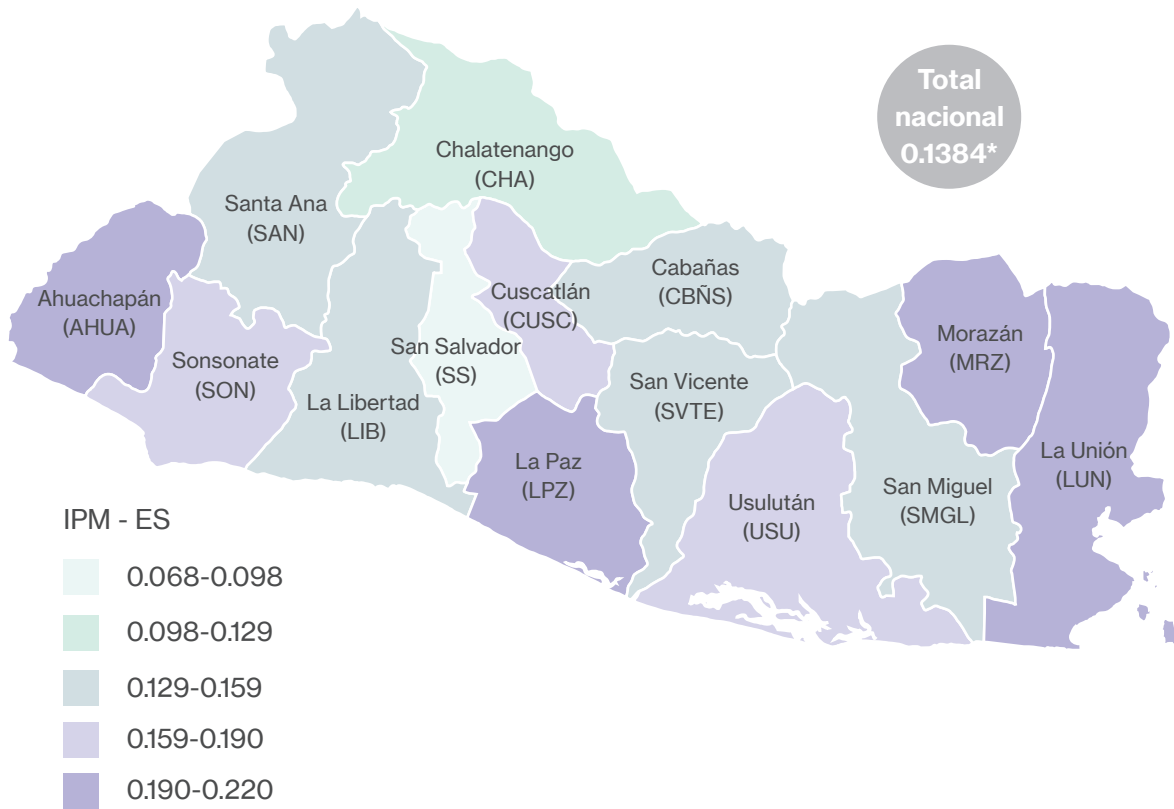 Total
nacional
0.1384*
Chalatenango
(CHA)
Santa Ana
(SAN)
Cabañas
(CBÑS)
Ahuachapán
(AHUA)
Cuscatlán
(CUSC)
Morazán
(MRZ)
San Salvador
(SS)
Sonsonate
(SON)
San Vicente
(SVTE)
La Libertad
(LIB)
La Unión
(LUN)
La Paz
(LPZ)
San Miguel
(SMGL)
Usulután
(USU)
IPM - ES
0.068-0.098
0.098-0.129
0.129-0.159
0.159-0.190
0.190-0.220